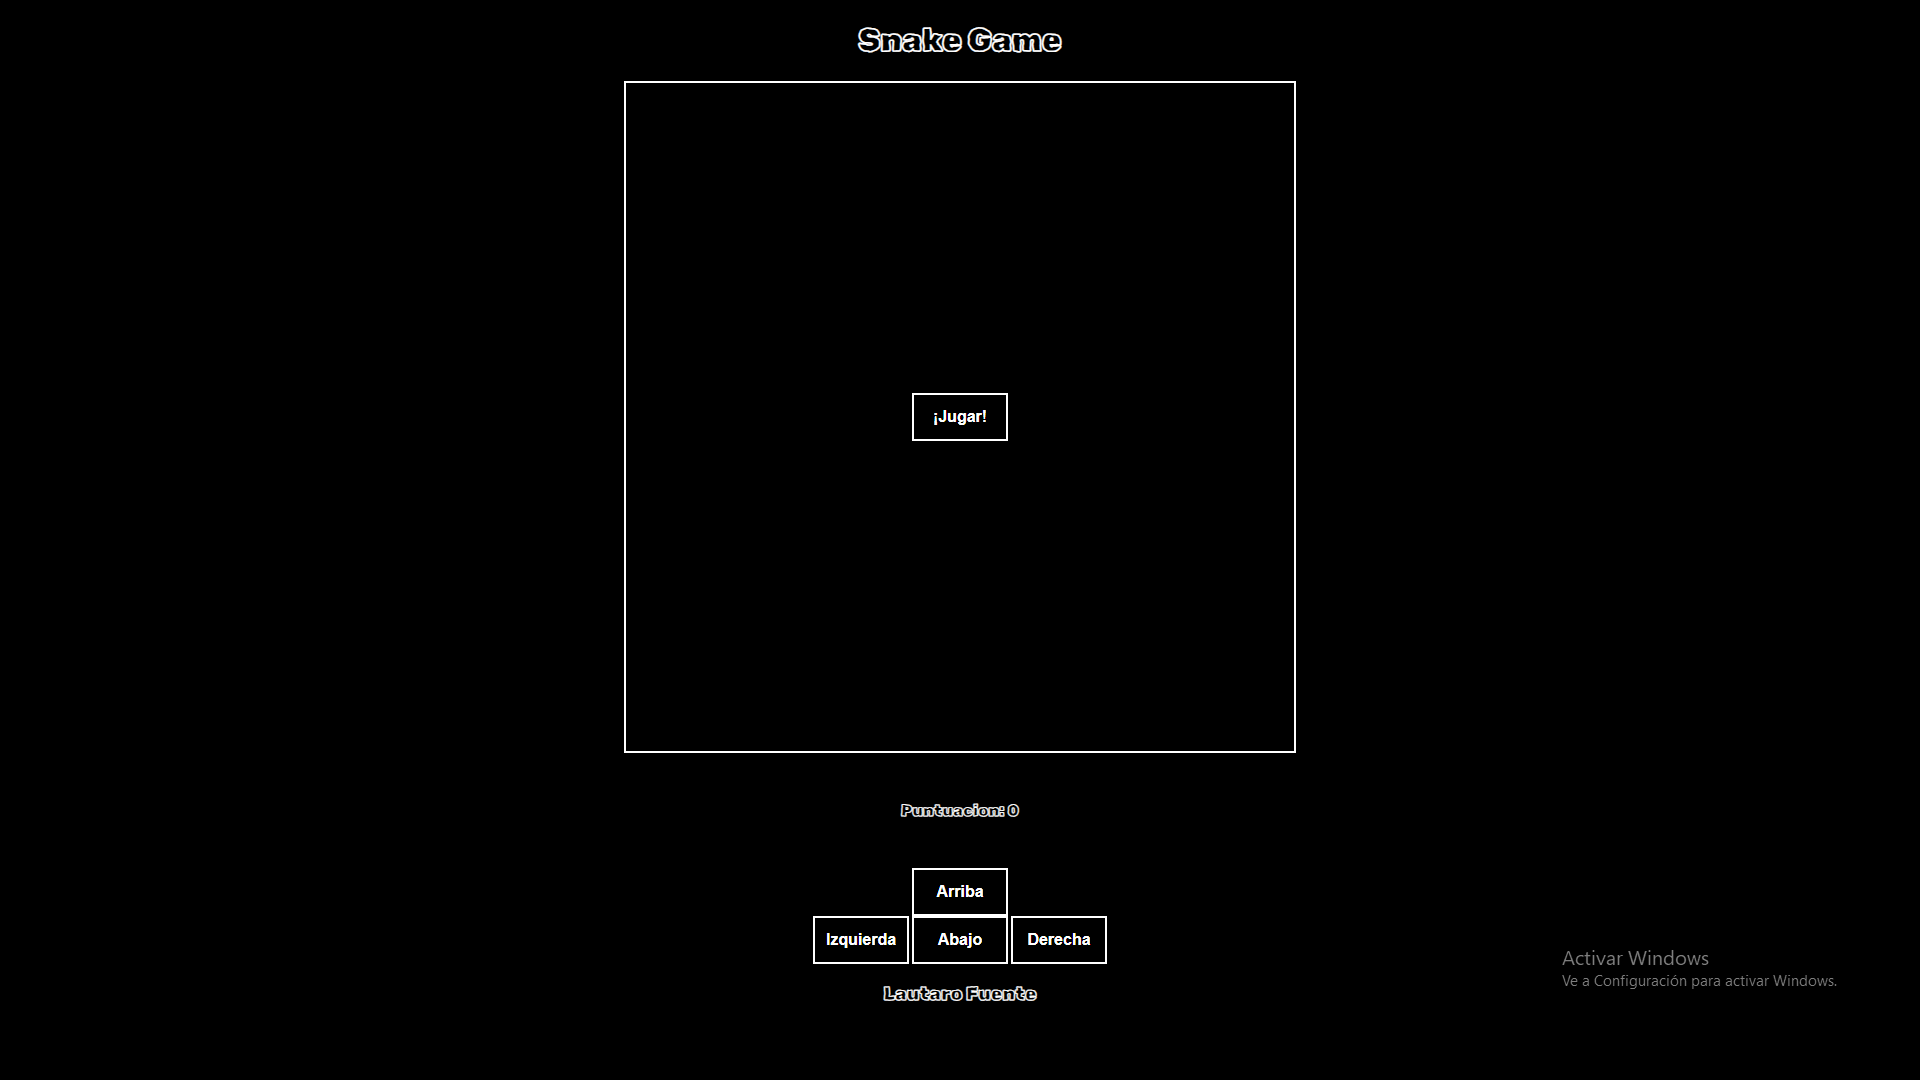 Snake Game
¡Jugar!
Puntuacion: 0
Arriba
Izquierda Abajo Derecha
Lautaro Fuente
Activar Windows
Ve a Configuración para activar Windows.